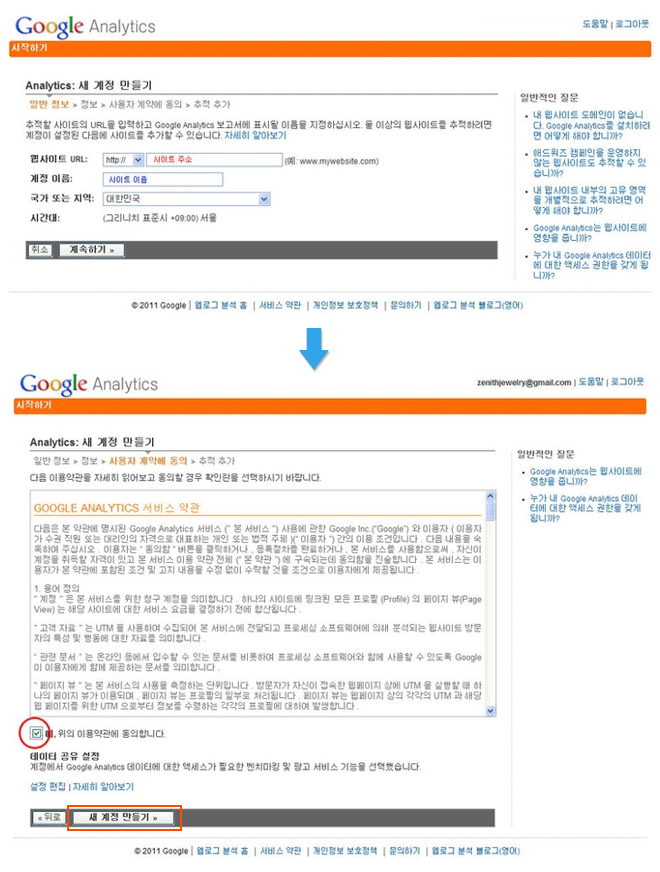 Google Analytics
도움말 | 로그아웃
시작하기
Analytics: 새 계정 만들기
일반 정보 > 정보 > 사용자 계약에 동의 > 추적 추가
추적할 사이트의 URL을 입력하고 Google Analytics 보고서에 표시될 이름을 지정하십시오. 둘 이상의 웹사이트를 추적하려면
계정이 설정된 다음에 사이트를 추가할 수 있습니다. 자세히 알아보기
웹사이트 URL: http:// 사이트 주소 (예: www.mywebsite.com)
계정 이름: 사이트 이름
국가 또는 지역: 대한민국
시간대: (그리니치 표준시 +09:00) 서울
취소 계속하기 »
일반적인 질문
내 웹사이트 도메인이 없습니
다. Google Analytics를 설치하려
면 어떻게 해야 합니까?
애드워즈 캠페인을 운영하지
않는 웹사이트도 추적할 수 있
습니까?
내 웹사이트 내부의 고유 영역
을 개별적으로 추적하려면 어
떻게 해야 합니까?
Google Analytics는 웹사이트에
영향을 줍니까?
누가 내 Google Analytics 데이터
에 대한 액세스 권한을 갖게 됩
니까?
© 2011 Google | 웹로그 분석 홈 | 서비스 약관 | 개인정보 보호정책 | 문의하기 | 웹로그 분석 블로그(영어)
Google Analytics
zenithjewelry@gmail.com | 도움말 | 로그아웃
시작하기
Analytics: 새 계정 만들기
일반 정보 > 정보 > 사용자 계약에 동의 > 추적 추가
다음 이용약관을 자세히 읽어보고 동의할 경우 확인란을 선택하시기 바랍니다.
GOOGLE ANALYTICS 서비스 약관
다음은 본 약관에 명시된 Google Analytics 서비스 (" 본 서비스 ") 사용에 관한 Google Inc.("Google") 와 이용자 ( 이용자
가 수권 직원 또는 대리인의 자격으로 대표하는 개인 또는 법적 주체 )(" 이용자 ") 간의 이용 조건입니다 . 다음 내용을 숙
독하여 주십시오 . 이용자는 " 동의함 " 버튼을 클릭하거나 , 등록절차를 완료하거나 , 본 서비스를 사용함으로써 , 자신이
계정을 취득할 자격이 있고 본 서비스 이용 약관 전체 (" 본 약관 ") 에 구속되는데 동의함을 진술합니다 . 본 서비스는 이
용자가 본 약관에 포함된 조건 및 고지 내용을 수정 없이 수락할 것을 조건으로 이용자에게 제공됩니다 .
1. 용어 정의
" 계정 " 은 본 서비스를 위한 청구 계정을 의미합니다 . 하나의 사이트에 링크된 모든 프로필 (Profile) 의 페이지 뷰(Page
View) 는 해당 사이트에 대한 서비스 요금을 결정하기 전에 합산됩니다 .
" 고객 자료 " 는 UTM 을 사용하여 수집되어 본 서비스에 전달되고 프로세싱 소프트웨어에 의해 분석되는 웹사이트 방문
자의 특성 및 행동에 대한 자료를 의미합니다 .
" 관련 문서 " 는 온라인 등에서 입수할 수 있는 문서를 비롯하여 프로세싱 소프트웨어와 함께 사용할 수 있도록 Google
이 이용자에게 함께 제공하는 문서를 의미합니다 .
" 페이지 뷰 " 는 본 서비스의 사용을 측정하는 단위입니다 . 방문자가 자신이 접속한 웹페이지 상에 UTM 을 실행할 때 하
나의 페이지 뷰가 이용되며 , 페이지 뷰는 프로필의 일부로 처리됩니다 . 페이지 뷰는 웹페이지 상의 각각의 UTM 과 해당
웹 페이지를 위한 UTM 으로부터 정보를 수령하는 각각의 프로필에 대하여 발생합니다 .
예, 위의 이용약관에 동의합니다.
데이터 공유 설정
계정에서 Google Analytics 데이터에 대한 액세스가 필요한 벤치마킹 및 광고 서비스 기능을 선택했습니다.
설정 편집 | 자세히 알아보기
« 뒤로 새 계정 만들기 »
일반적인 질문
Google Analytics는 웹사이트에
영향을 줍니까?
누가 내 Google Analytics 데이
터에 대한 액세스 권한을 갖게
됩니까?
© 2011 Google | 웹로그 분석 홈 | 서비스 약관 | 개인정보 보호정책 | 문의하기 | 웹로그 분석 블로그(영어)